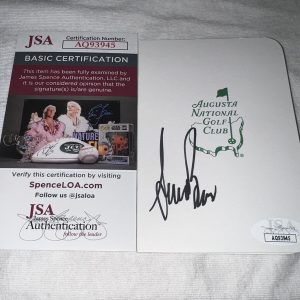 JSA
Certification Number:
AQ93945
BASIC CERTIFICATION
This item has been fully examined by
James Spence Authentication, LLC and it
is our considered opinion that the
signature(s) is/are genuine.
Verify this certification by visiting
SpenceLOA.com
Follow us @jsaloa
JSA
James Spence
Authentication
follow the leader
AUGUSTA
NATIONAL
GOLF
CLUB
AQ93945